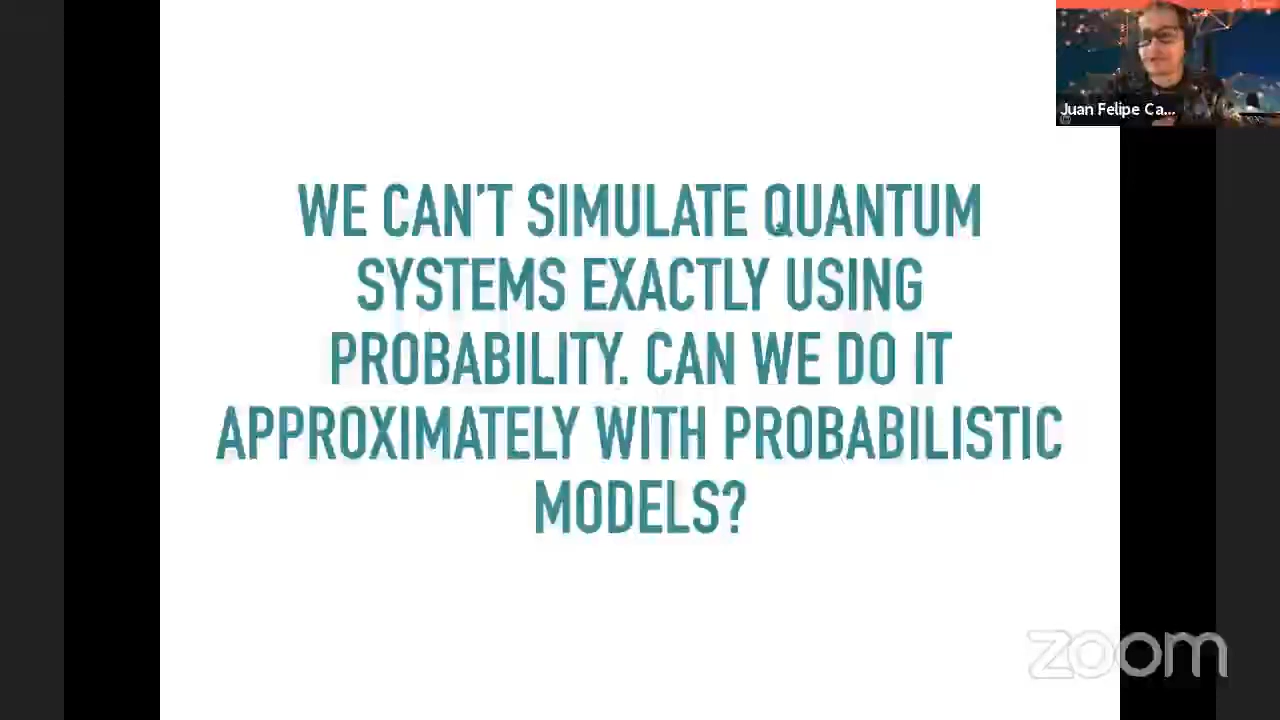 Juan Felipe Ca...
WE CAN'T SIMULATE QUANTUM
SYSTEMS EXACTLY USING
PROBABILITY. CAN WE DO IT
APPROXIMATELY WITH PROBABILISTIC
MODELS?
zoom